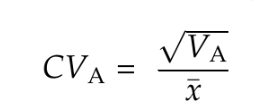 CV_A = √V_A / x̄